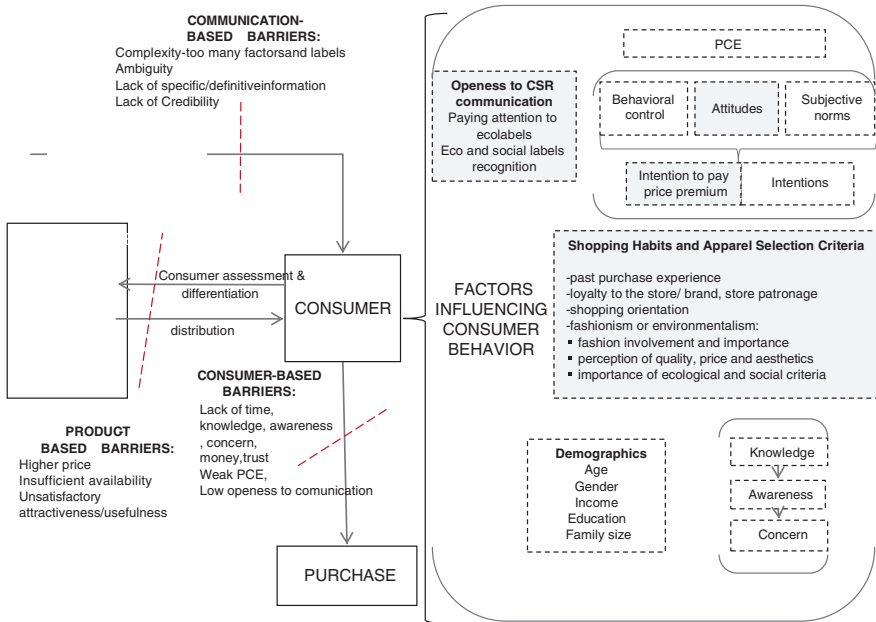 COMMUNICATION-
BASED BARRIERS:
Complexity-too many factorsand labels
Ambiguity
Lack of specific/definitiveinformation
Lack of Credibility
Consumer assessment &
differentiation
distribution
CONSUMER
PRODUCT
BASED BARRIERS:
Higher price
Insufficient availability
Unsatisfactory
attractiveness/usefulness
CONSUMER-BASED
BARRIERS:
Lack of time,
knowledge, awareness
, concern,
money,trust
Weak PCE,
Low openness to comunication
PURCHASE
FACTORS
INFLUENCING
CONSUMER
BEHAVIOR
Openess to CSR
communication
Paying attention to
ecolabels
Eco and social labels
recognition
PCE
Behavioral
control
Attitudes
Subjective
norms
Intention to pay
price premium
Intentions
Shopping Habits and Apparel Selection Criteria
-past purchase experience
-loyalty to the store/ brand, store patronage
-shopping orientation
-fashionism or environmentalism:
▪ fashion involvement and importance
▪ perception of quality, price and aesthetics
▪ importance of ecological and social criteria
Demographics
Age
Gender
Income
Education
Family size
Knowledge
Awareness
Concern